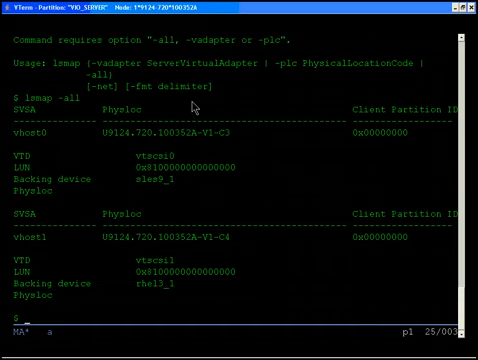 VTerm - Partition: "VIO_SERVER" Node: 1*9124-720*100352A
Command requires option "-all, -vadapter or -plc".
Usage: lsmap {-vadapter ServerVirtualAdapter | -plc PhysicalLocationCode |
-all}
[-net] [-fmt delimiter]
$ lsmap -all
SVSA Physloc Client Partition ID
--------------- -------------------------------------------- ------------------
vhost0 U9124.720.100352A-V1-C3 0x00000000
VTD vtscsi0
LUN 0x8100000000000000
Backing device sles9_1
Physloc
SVSA Physloc Client Partition ID
--------------- -------------------------------------------- ------------------
vhost1 U9124.720.100352A-V1-C4 0x00000000
VTD vtscsi1
LUN 0x8100000000000000
Backing device rhel3_1
Physloc
$ _
MA* a p1 25/003